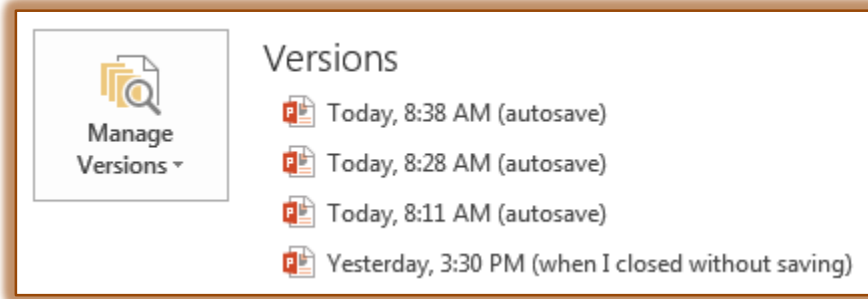 Manage
Versions
Versions
Today, 8:38 AM (autosave)
Today, 8:28 AM (autosave)
Today, 8:11 AM (autosave)
Yesterday, 3:30 PM (when I closed without saving)